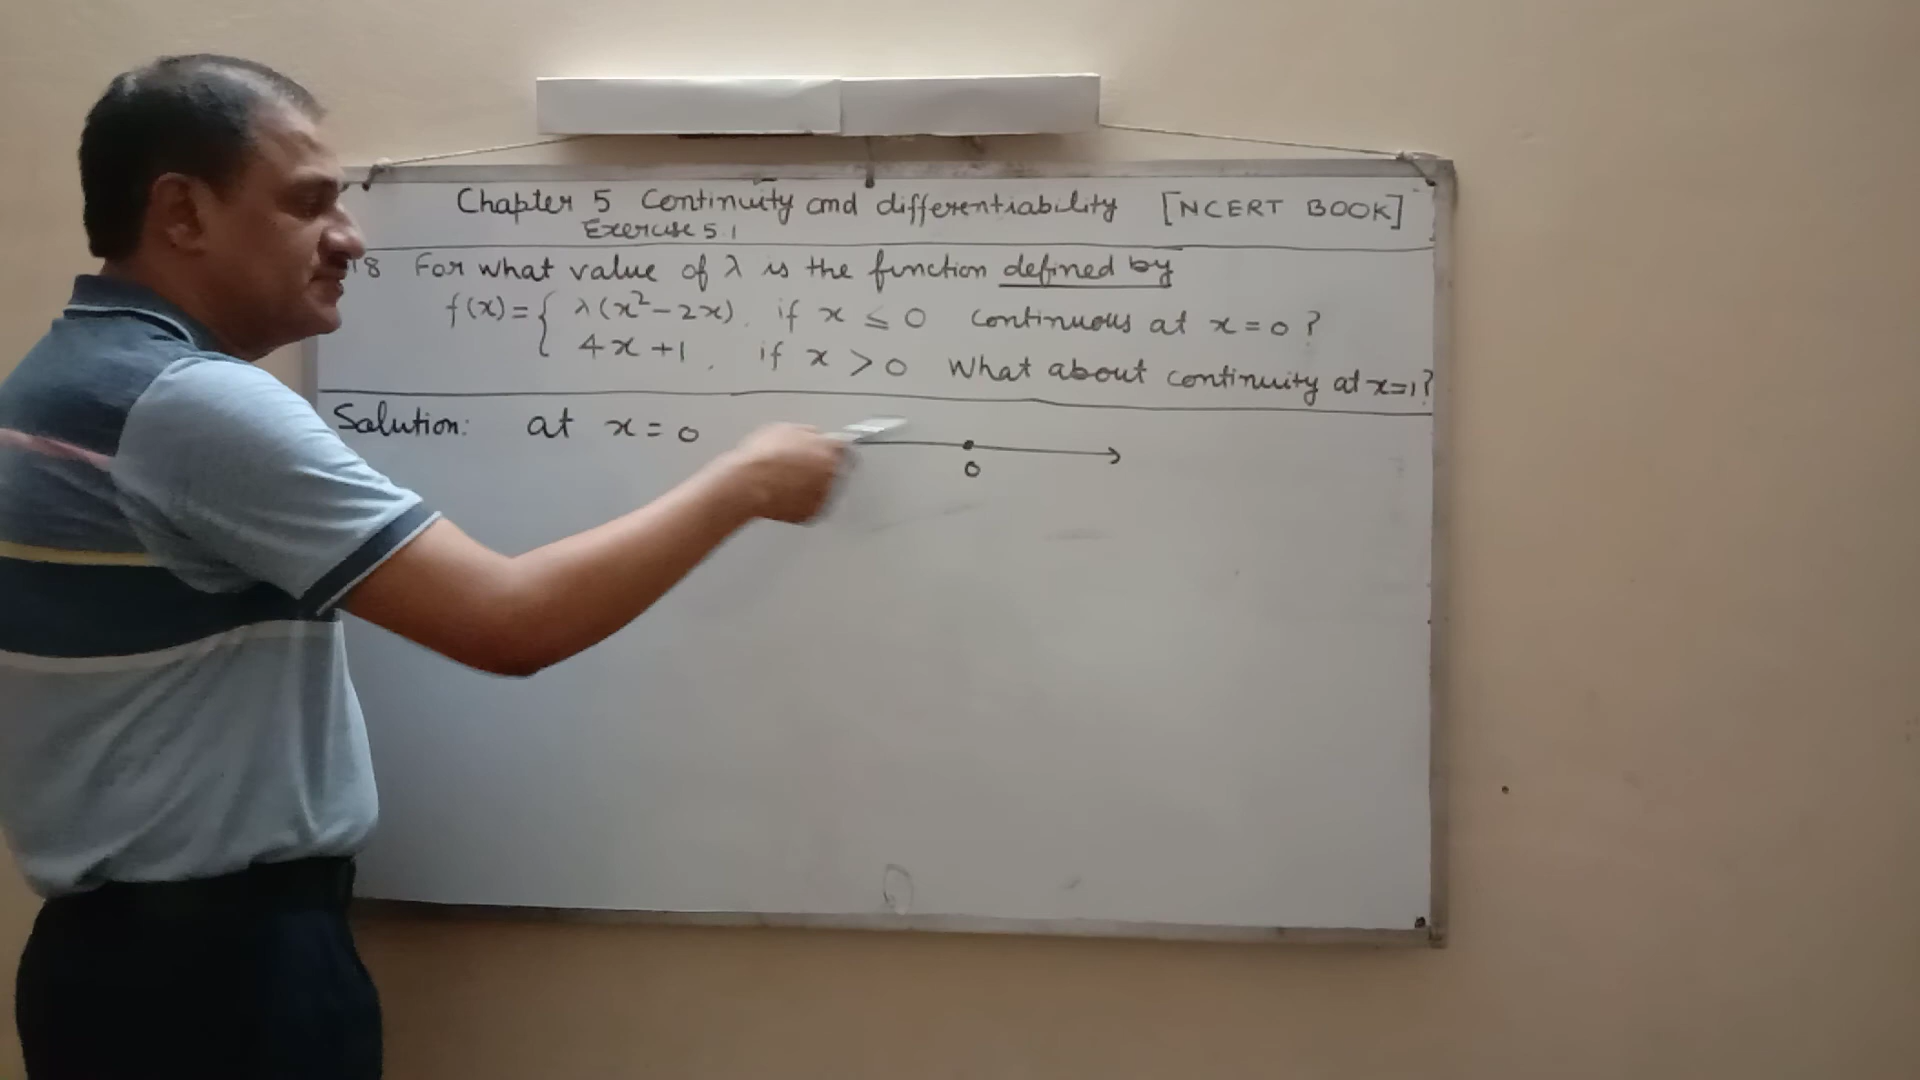 Chapter 5 Continuity and differentiability [NCERT BOOK]
Exercise 5.1
18 For what value of λ is the function defined by
f(x) = { λ(x²-2x), if x ≤ 0 continuous at x=0?
4x+1, if x > 0 What about continuity at x=1?
Solution: at x=0
0